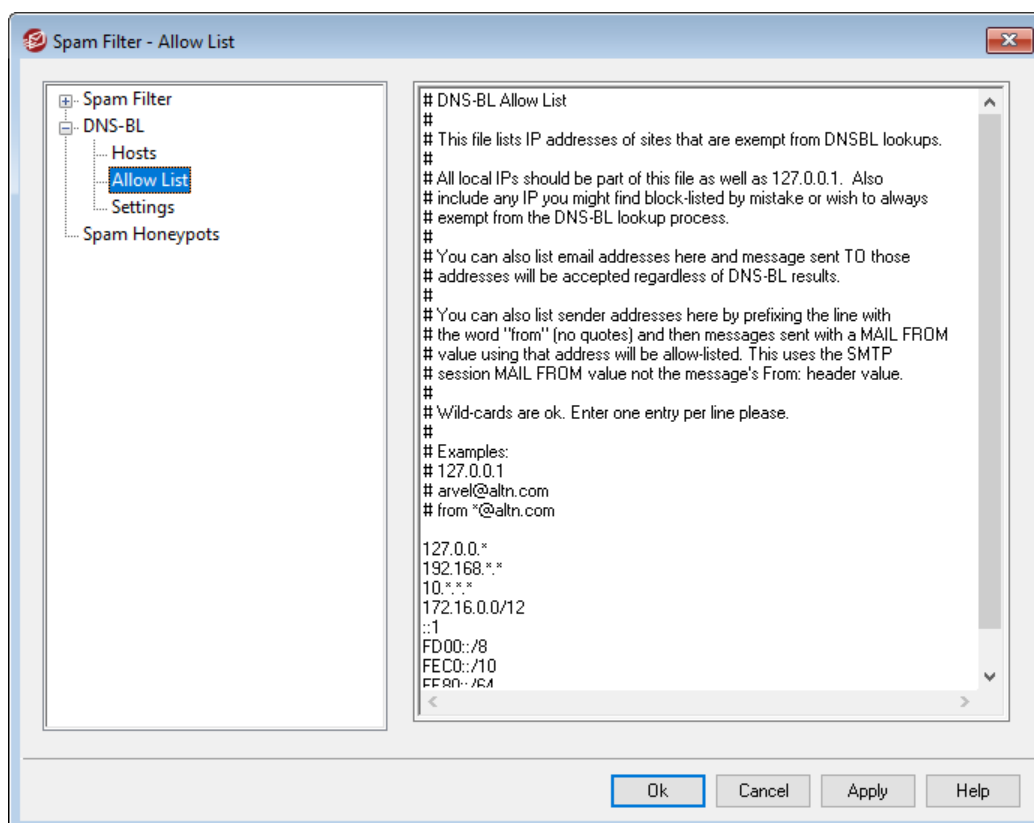 Spam Filter - Allow List
Spam Filter
DNS-BL
Hosts
Allow List
Settings
Spam Honeypots
# DNS-BL Allow List
#
# This file lists IP addresses of sites that are exempt from DNSBL lookups.
#
# All local IPs should be part of this file as well as 127.0.0.1.  Also
# include any IP you might find block-listed by mistake or wish to always
# exempt from the DNS-BL lookup process.
#
# You can also list email addresses here and message sent TO those
# addresses will be accepted regardless of DNS-BL results.
#
# You can also list sender addresses here by prefixing the line with
# the word "from" (no quotes) and then messages sent with a MAIL FROM
# value using that address will be allow-listed. This uses the SMTP
# session MAIL FROM value not the message's From: header value.
#
# Wild-cards are ok. Enter one entry per line please.
#
# Examples:
# 127.0.0.1
# arvel@altn.com
# from *@altn.com
127.0.0.*
192.168.*.*
10.*.*.*
172.16.0.0/12
::1
FD00::/8
FEC0::/10
FE80::/64
Ok
Cancel
Apply
Help